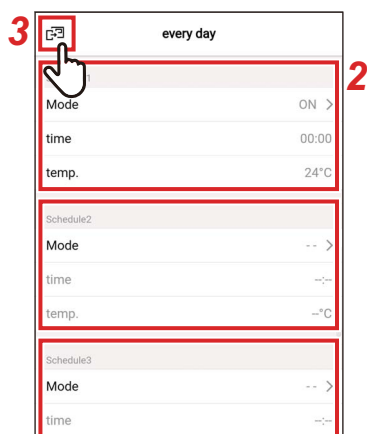 3
every day
2
Mode ON >
time 00:00
temp. 24°C
Schedule2
Mode - - >
time --:--
temp. --°C
Schedule3
Mode - - >
time --:--